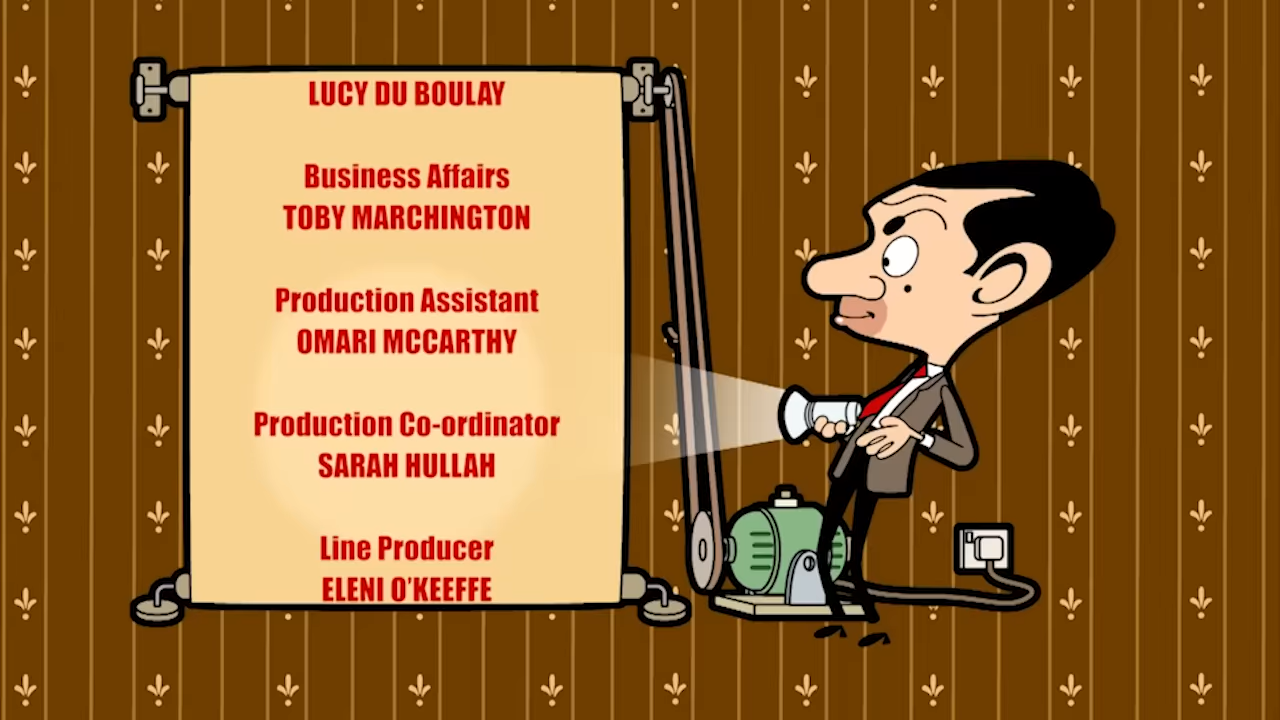 LUCY DU BOULAY
Business Affairs
TOBY MARCHINGTON
Production Assistant
OMARI MCCARTHY
Production Co-ordinator
SARAH HULLAH
Line Producer
ELENI O'KEEFFE